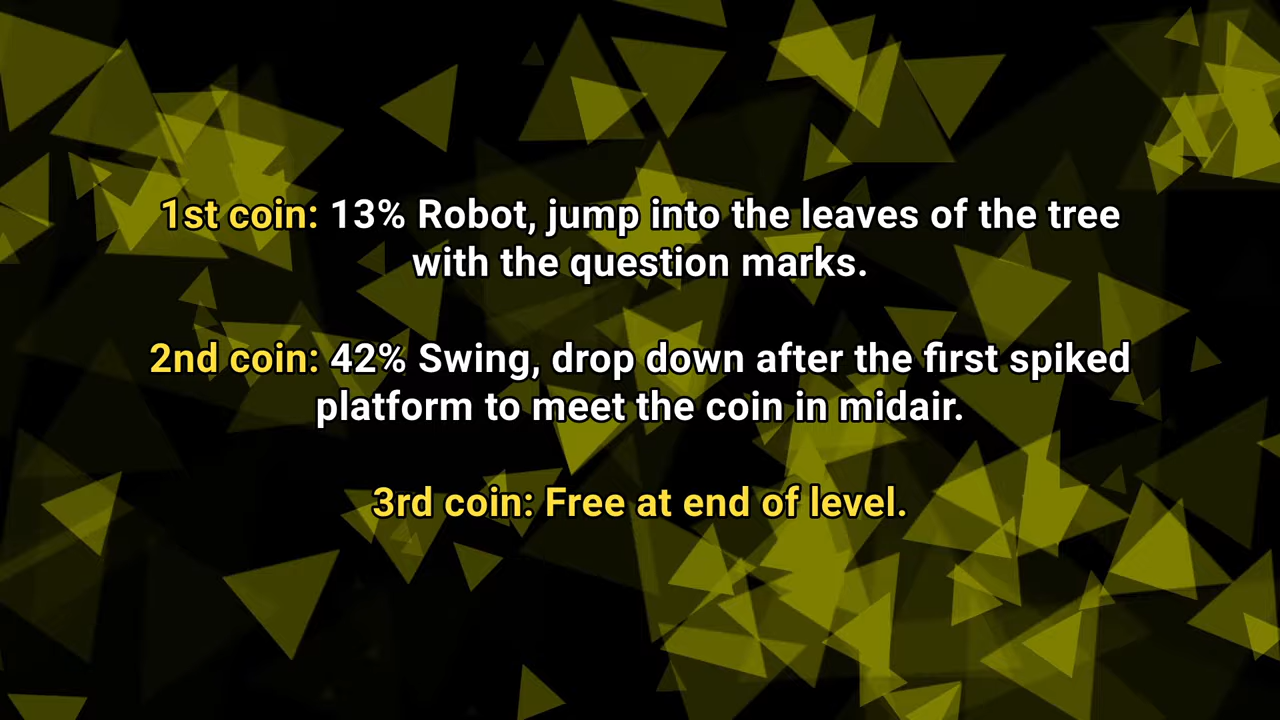 1st coin: 13% Robot, jump into the leaves of the tree
with the question marks.
2nd coin: 42% Swing, drop down after the first spiked
platform to meet the coin in midair.
3rd coin: Free at end of level.